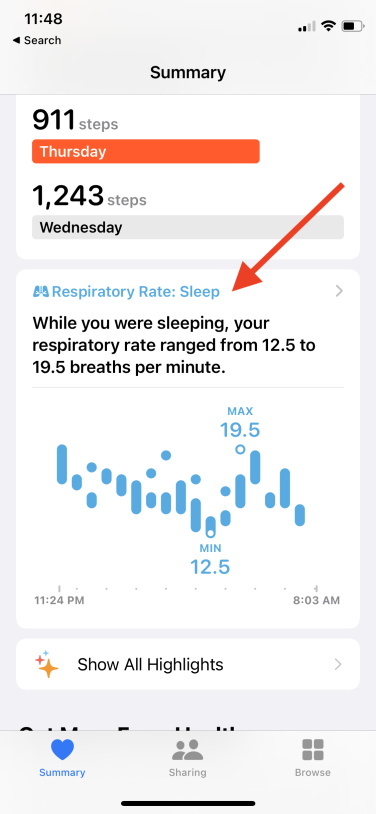 11:48
◀ Search
Summary
911 steps
Thursday
1,243 steps
Wednesday
Respiratory Rate: Sleep
While you were sleeping, your
respiratory rate ranged from 12.5 to
19.5 breaths per minute.
MAX
19.5
MIN
12.5
11:24 PM 8:03 AM
Show All Highlights
Summary Sharing Browse